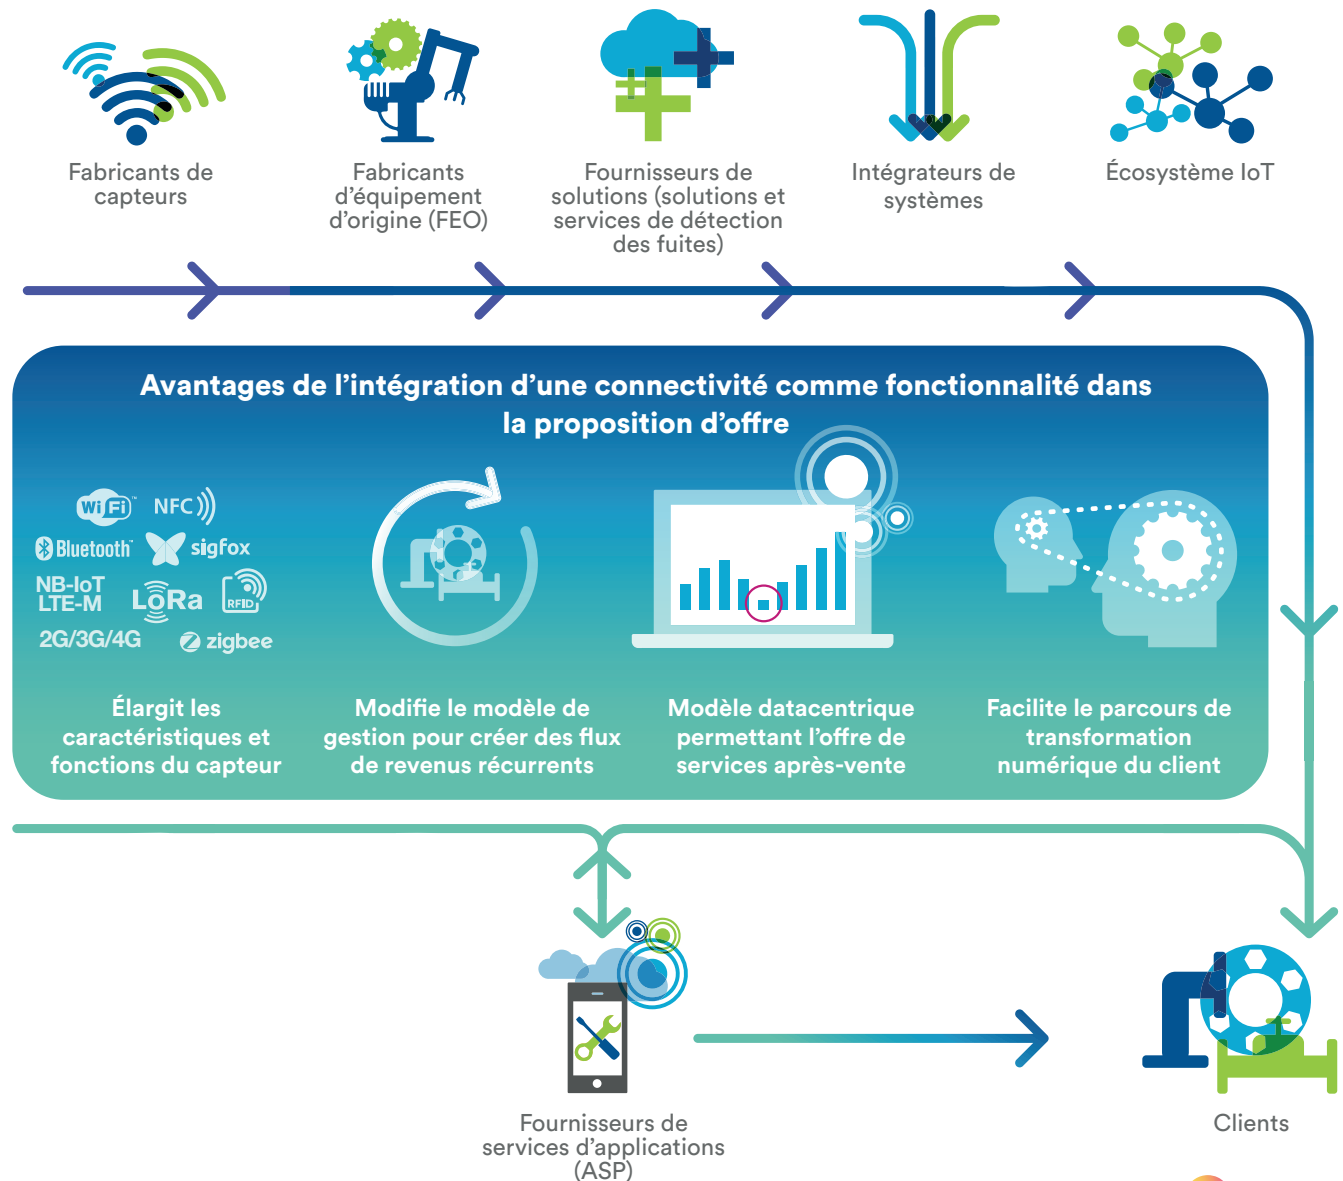 Fabricants de
capteurs
Fabricants
d'équipement
d'origine (FEO)
Fournisseurs de
solutions (solutions et
services de détection
des fuites)
Intégrateurs de
systèmes
Écosystème IoT
Avantages de l'intégration d'une connectivité comme fonctionnalité dans
la proposition d'offre
WiFi™ NFC
Bluetooth™ sigfox
NB-IoT
LTE-M
LoRa
RFID
2G/3G/4G
zigbee
Élargit les
caractéristiques et
fonctions du capteur
Modifie le modèle de
gestion pour créer des flux
de revenus récurrents
Modèle datacentrique
permettant l'offre de
services après-vente
Facilite le parcours de
transformation
numérique du client
Fournisseurs de
services d'applications
(ASP)
Clients